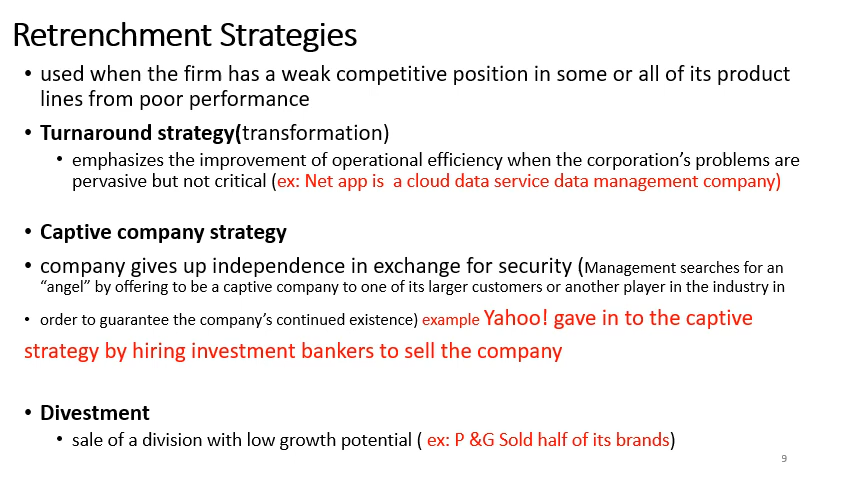 Retrenchment Strategies
• used when the firm has a weak competitive position in some or all of its product
lines from poor performance
• Turnaround strategy(transformation)
• emphasizes the improvement of operational efficiency when the corporation's problems are
pervasive but not critical (ex: Net app is  a cloud data service data management company)
• Captive company strategy
• company gives up independence in exchange for security (Management searches for an
“angel” by offering to be a captive company to one of its larger customers or another player in the industry in
• order to guarantee the company's continued existence) example Yahoo! gave in to the captive
strategy by hiring investment bankers to sell the company
• Divestment
• sale of a division with low growth potential ( ex: P &G Sold half of its brands)
9